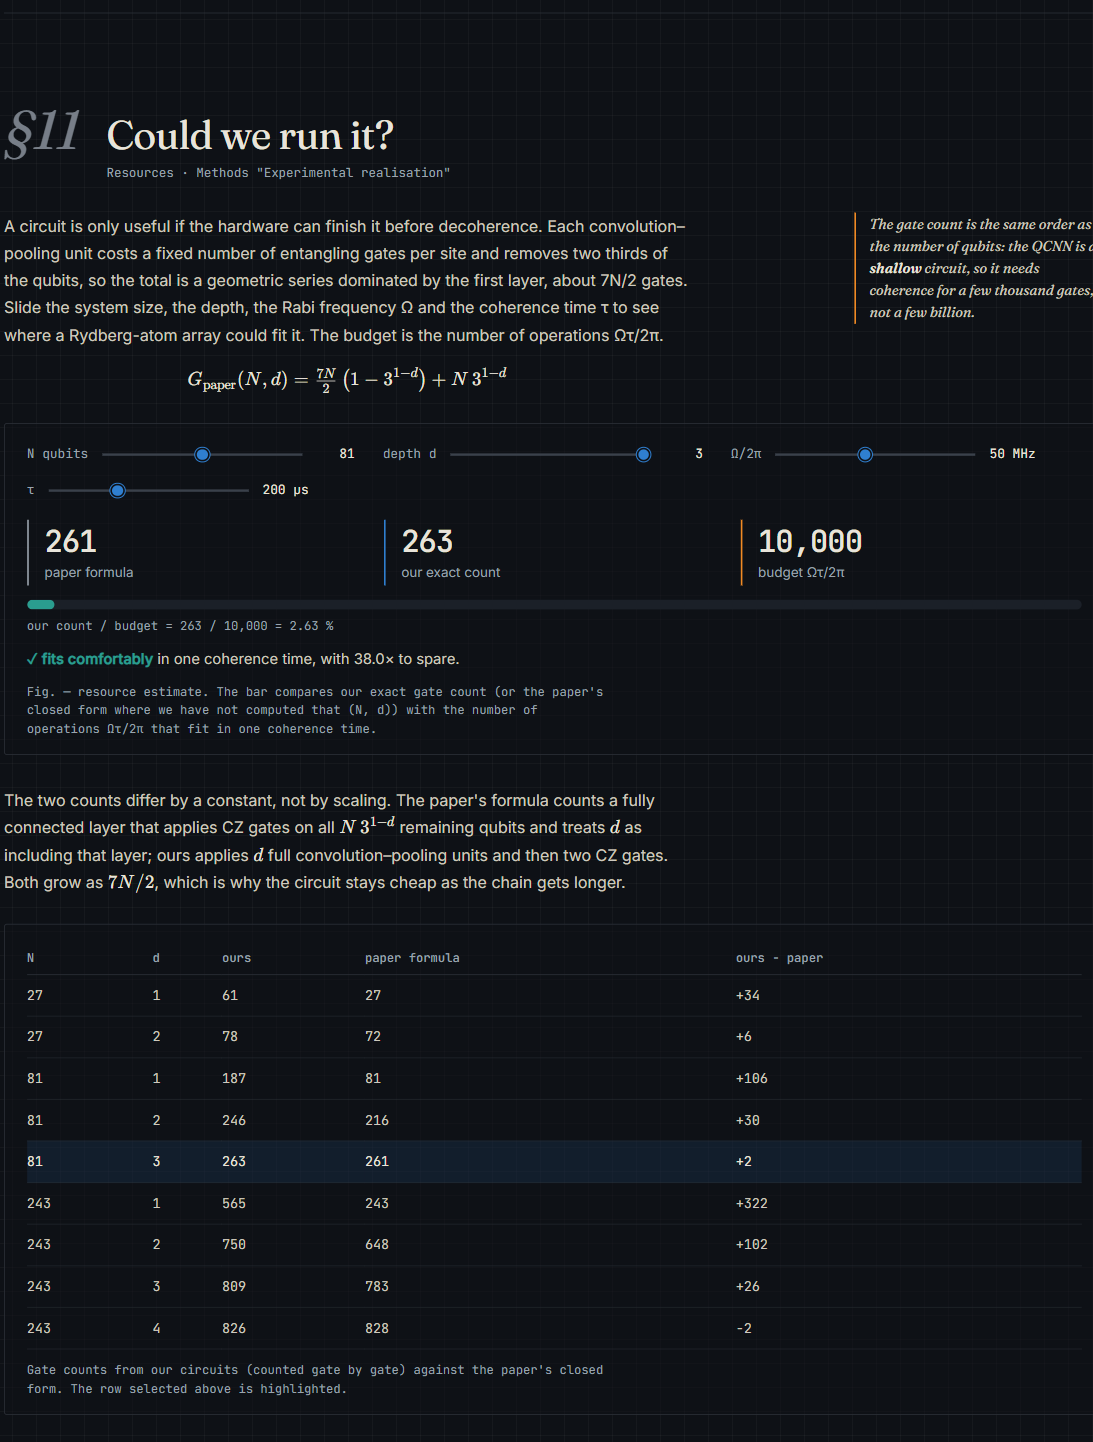 §11 Could we run it?
Resources · Methods "Experimental realisation"
A circuit is only useful if the hardware can finish it before decoherence. Each convolution–
pooling unit costs a fixed number of entangling gates per site and removes two thirds of
the qubits, so the total is a geometric series dominated by the first layer, about 7N/2 gates.
Slide the system size, the depth, the Rabi frequency Ω and the coherence time τ to see
where a Rydberg-atom array could fit it. The budget is the number of operations Ωτ/2π.
The gate count is the same order as
the number of qubits: the QCNN is a
shallow circuit, so it needs
coherence for a few thousand gates,
not a few billion.
G_paper(N, d) = 7N/2 (1 − 3^{1−d}) + N 3^{1−d}
N qubits 81 depth d 3 Ω/2π 50 MHz
τ 200 µs
261 263 10,000
paper formula our exact count budget Ωτ/2π
our count / budget = 263 / 10,000 = 2.63 %
✓ fits comfortably in one coherence time, with 38.0× to spare.
Fig. — resource estimate. The bar compares our exact gate count (or the paper's
closed form where we have not computed that (N, d)) with the number of
operations Ωτ/2π that fit in one coherence time.
The two counts differ by a constant, not by scaling. The paper's formula counts a fully
connected layer that applies CZ gates on all N 3^{1−d} remaining qubits and treats d as
including that layer; ours applies d full convolution–pooling units and then two CZ gates.
Both grow as 7N/2, which is why the circuit stays cheap as the chain gets longer.
N d ours paper formula ours - paper
27 1 61 27 +34
27 2 78 72 +6
81 1 187 81 +106
81 2 246 216 +30
81 3 263 261 +2
243 1 565 243 +322
243 2 750 648 +102
243 3 809 783 +26
243 4 826 828 -2
Gate counts from our circuits (counted gate by gate) against the paper's closed
form. The row selected above is highlighted.